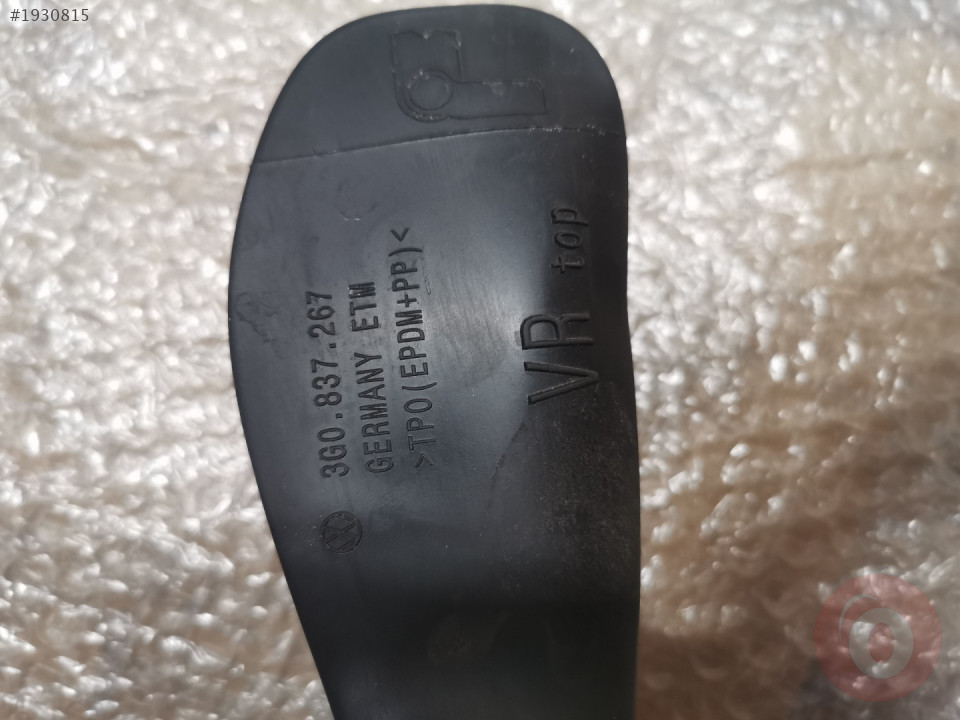 #1930815
3G0.837.267
GERMANY ETM
>TPO(EPDM+PP)<
VR top